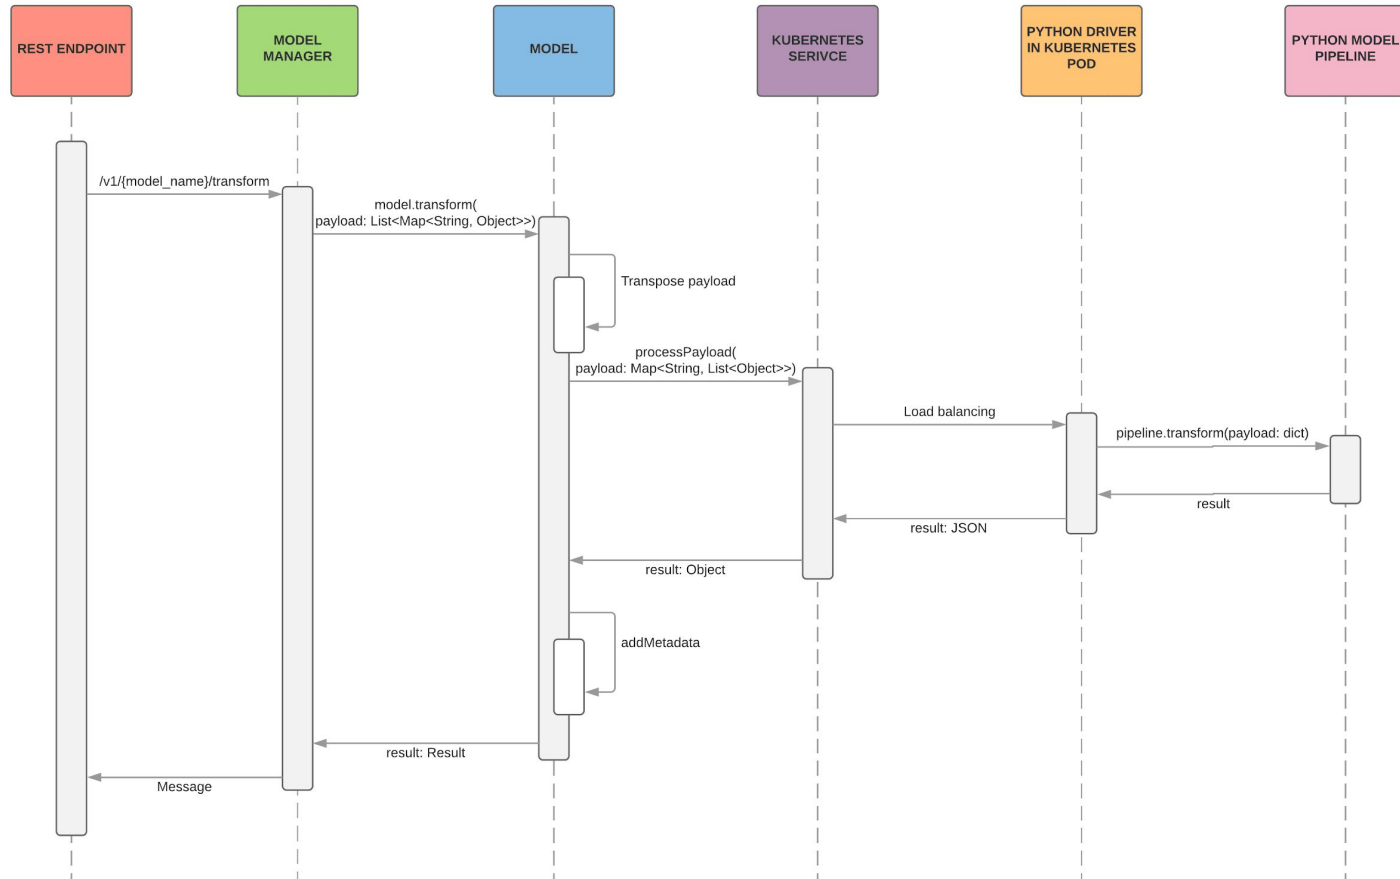 REST ENDPOINT
MODEL
MANAGER
MODEL
KUBERNETES
SERIVCE
PYTHON DRIVER
IN KUBERNETES
POD
PYTHON MODEL
PIPELINE
/v1/{model_name}/transform
model.transform(
payload: List<Map<String, Object>>)
Transpose payload
processPayload(
payload: Map<String, List<Object>>)
Load balancing
pipeline.transform(payload: dict)
result
result: JSON
result: Object
addMetadata
result: Result
Message